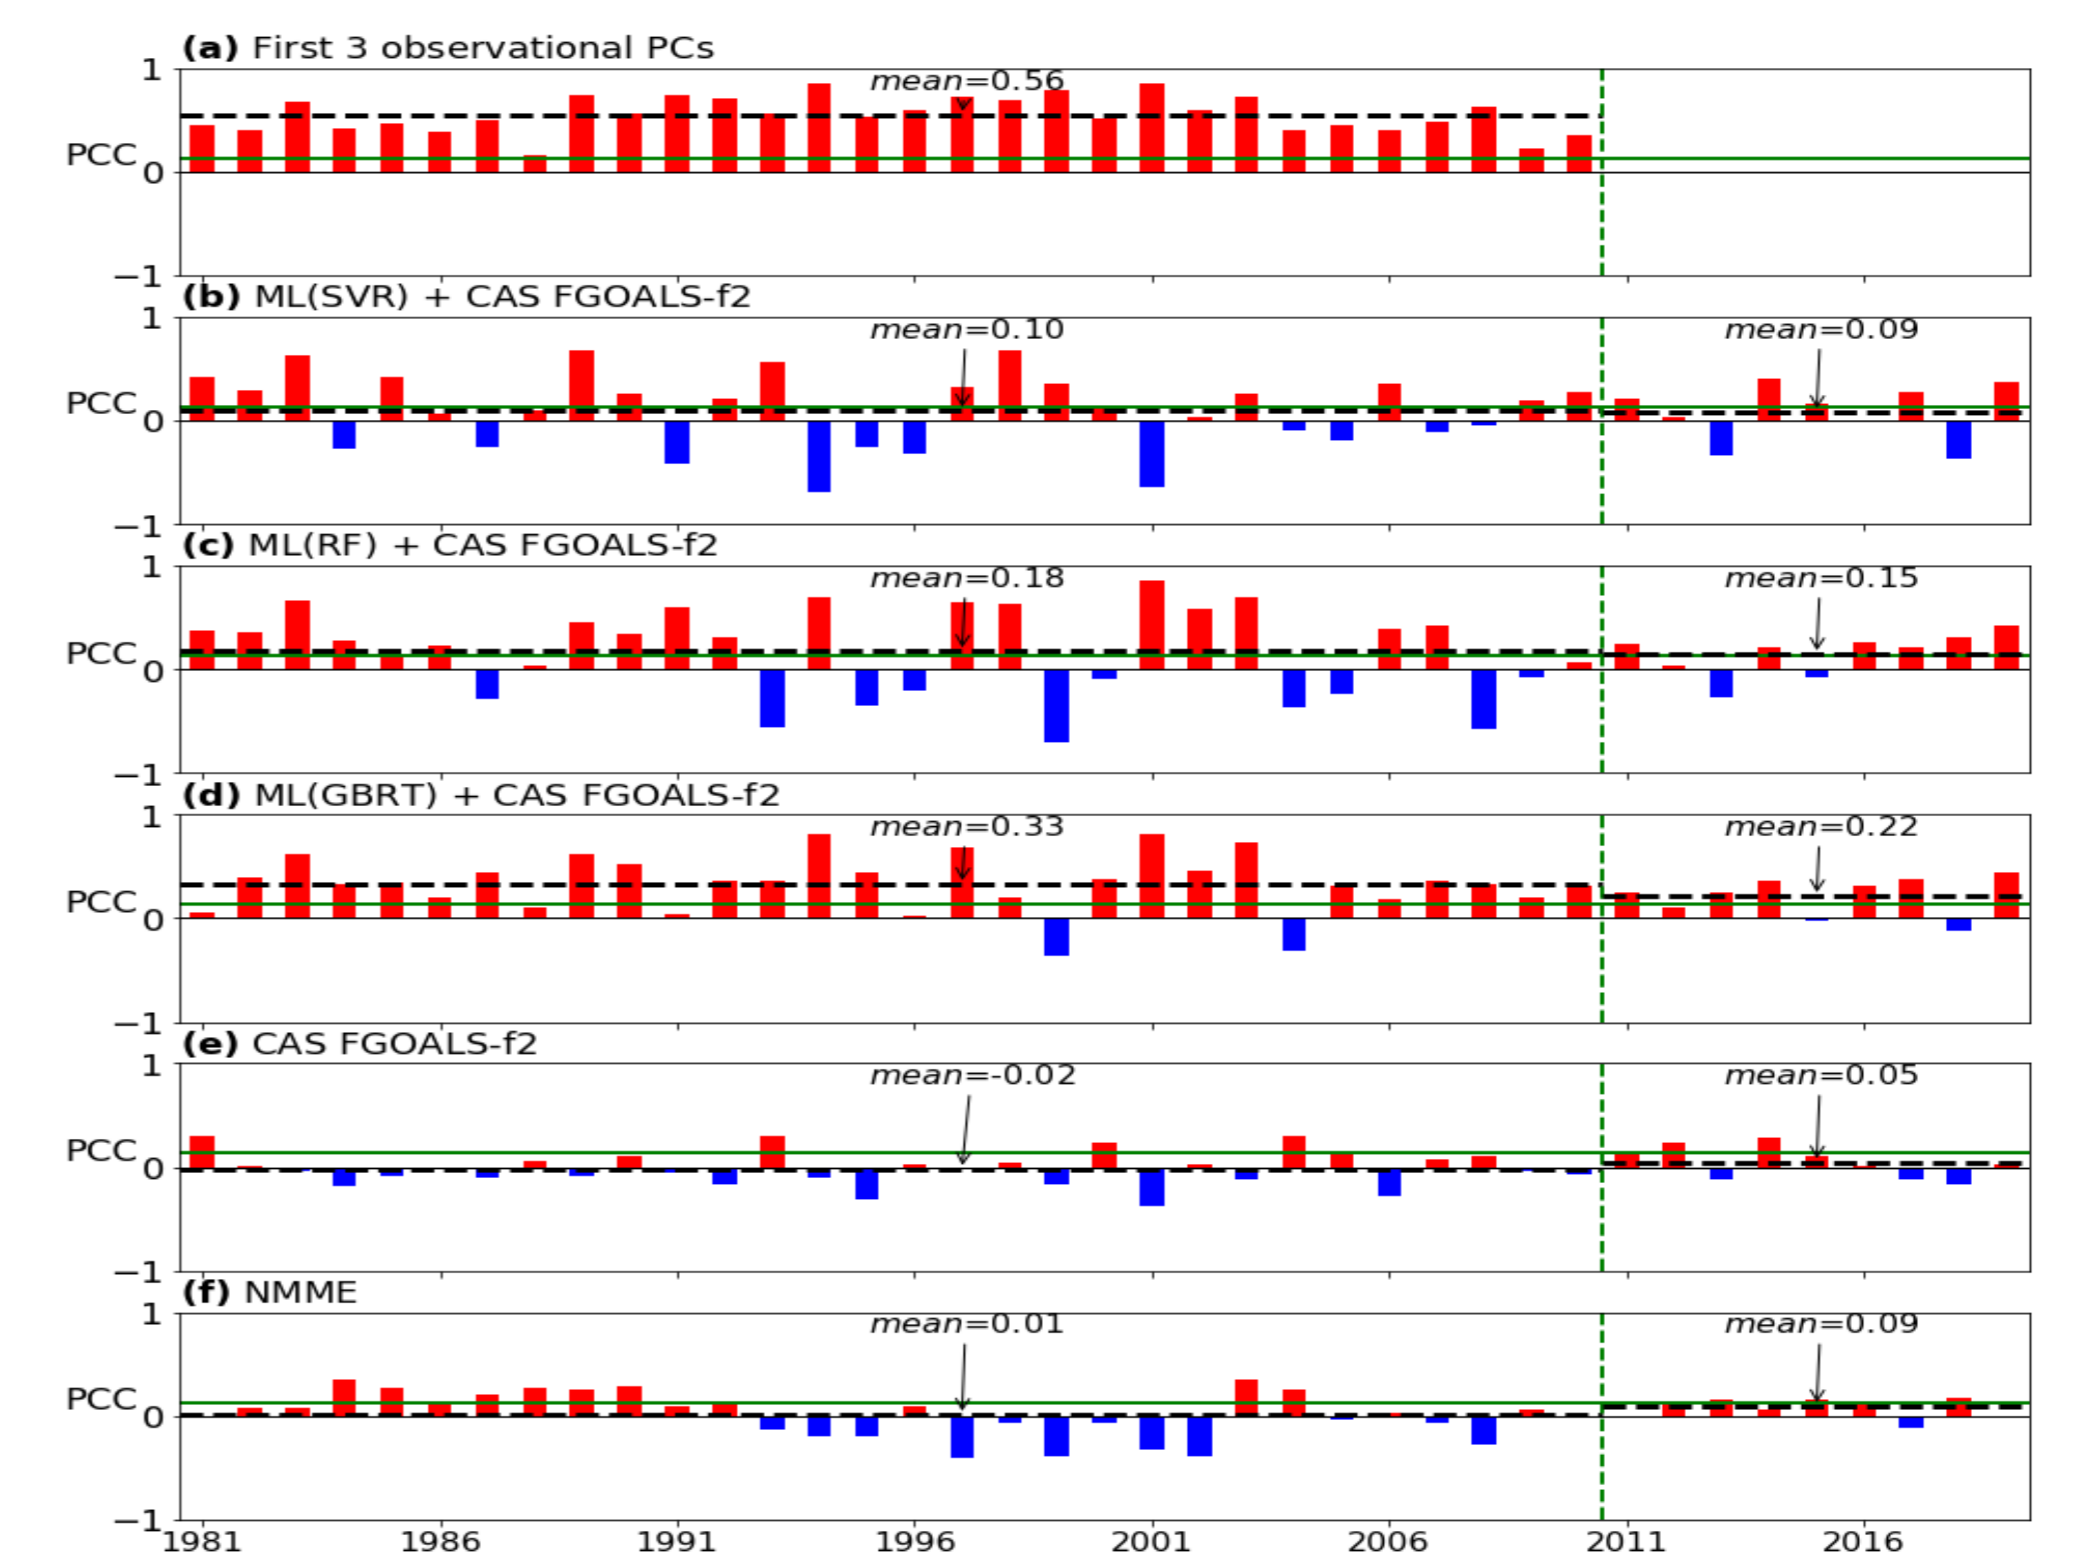 (a) First 3 observational PCs
1
mean=0.56
PCC
0
−1
(b) ML(SVR) + CAS FGOALS-f2
1
mean=0.10
mean=0.09
PCC
0
−1
(c) ML(RF) + CAS FGOALS-f2
1
mean=0.18
mean=0.15
PCC
0
−1
(d) ML(GBRT) + CAS FGOALS-f2
1
mean=0.33
mean=0.22
PCC
0
−1
(e) CAS FGOALS-f2
1
mean=-0.02
mean=0.05
PCC
0
−1
(f) NMME
1
mean=0.01
mean=0.09
PCC
0
−1
1981 1986 1991 1996 2001 2006 2011 2016